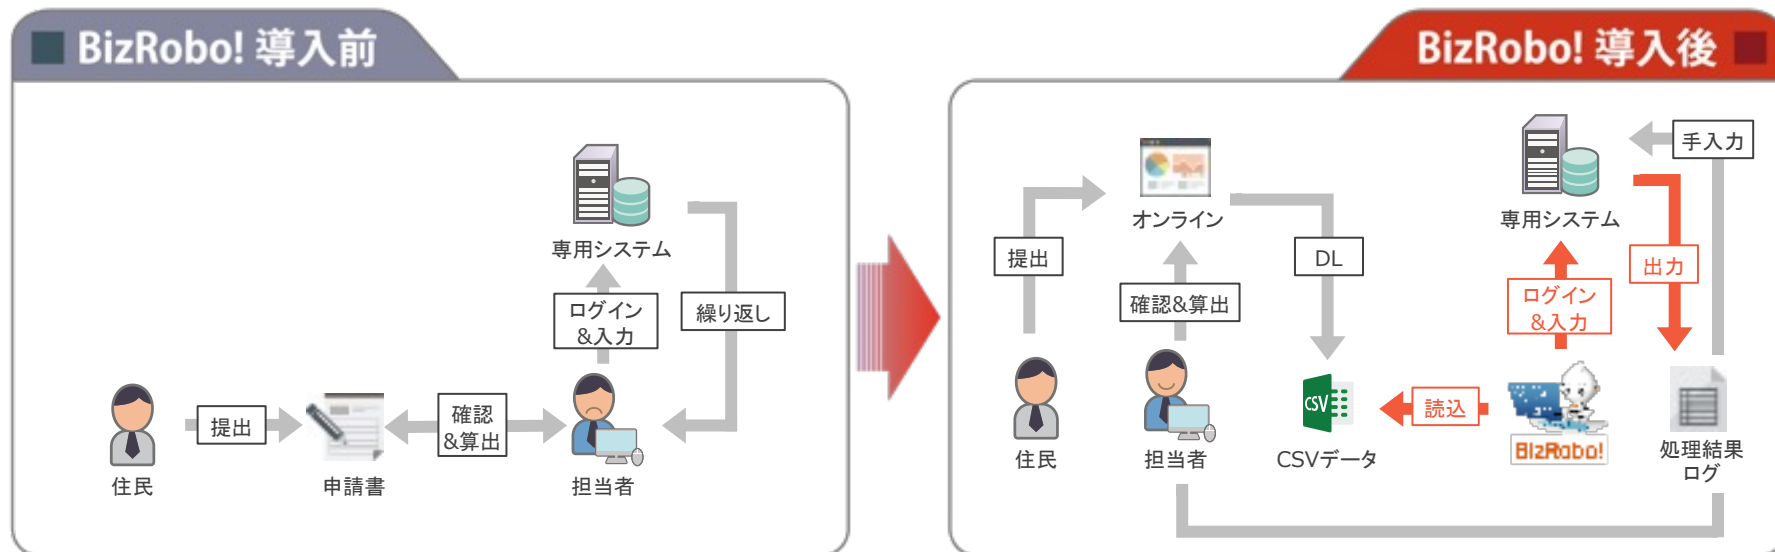 BizRobo! 導入前
専用システム
ログイン
&入力
繰り返し
提出
確認
&算出
住民
申請書
担当者
BizRobo! 導入後
手入力
オンライン
専用システム
提出
DL
出力
確認&算出
ログイン
&入力
CSV
読込
BizRobo!
住民
担当者
CSVデータ
処理結果
ログ